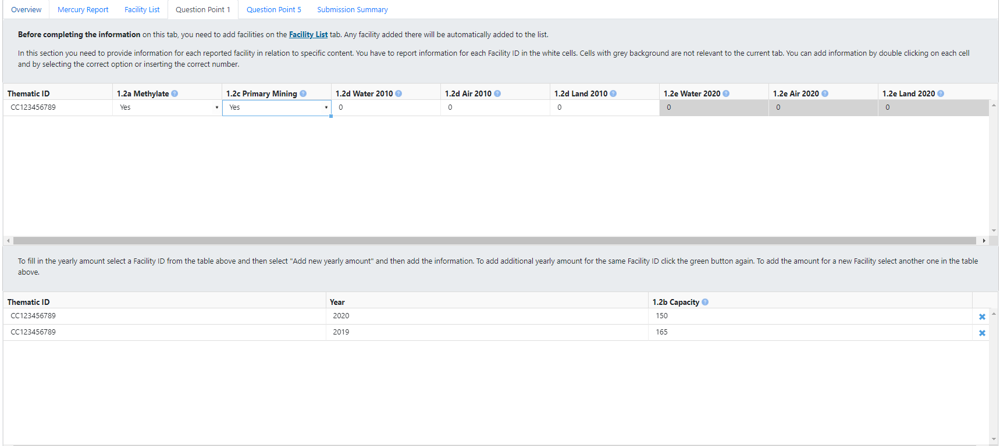 Overview Mercury Report Facility List Question Point 1 Question Point 5 Submission Summary
Before completing the information on this tab, you need to add facilities on the Facility List tab. Any facility added there will be automatically added to the list.
In this section you need to provide information for each reported facility in relation to specific content. You have to report information for each Facility ID in the white cells. Cells with grey background are not relevant to the current tab. You can add information by double clicking on each cell
and by selecting the correct option or inserting the correct number.
Thematic ID 1.2a Methylate ? 1.2c Primary Mining ? 1.2d Water 2010 ? 1.2d Air 2010 ? 1.2d Land 2010 ? 1.2e Water 2020 ? 1.2e Air 2020 ? 1.2e Land 2020 ?
CC123456789 Yes Yes 0 0 0 0 0 0
To fill in the yearly amount select a Facility ID from the table above and then select "Add new yearly amount" and then add the information. To add additional yearly amount for the same Facility ID click the green button again. To add the amount for a new Facility select another one in the table
above.
Thematic ID Year 1.2b Capacity ?
CC123456789 2020 150
CC123456789 2019 165